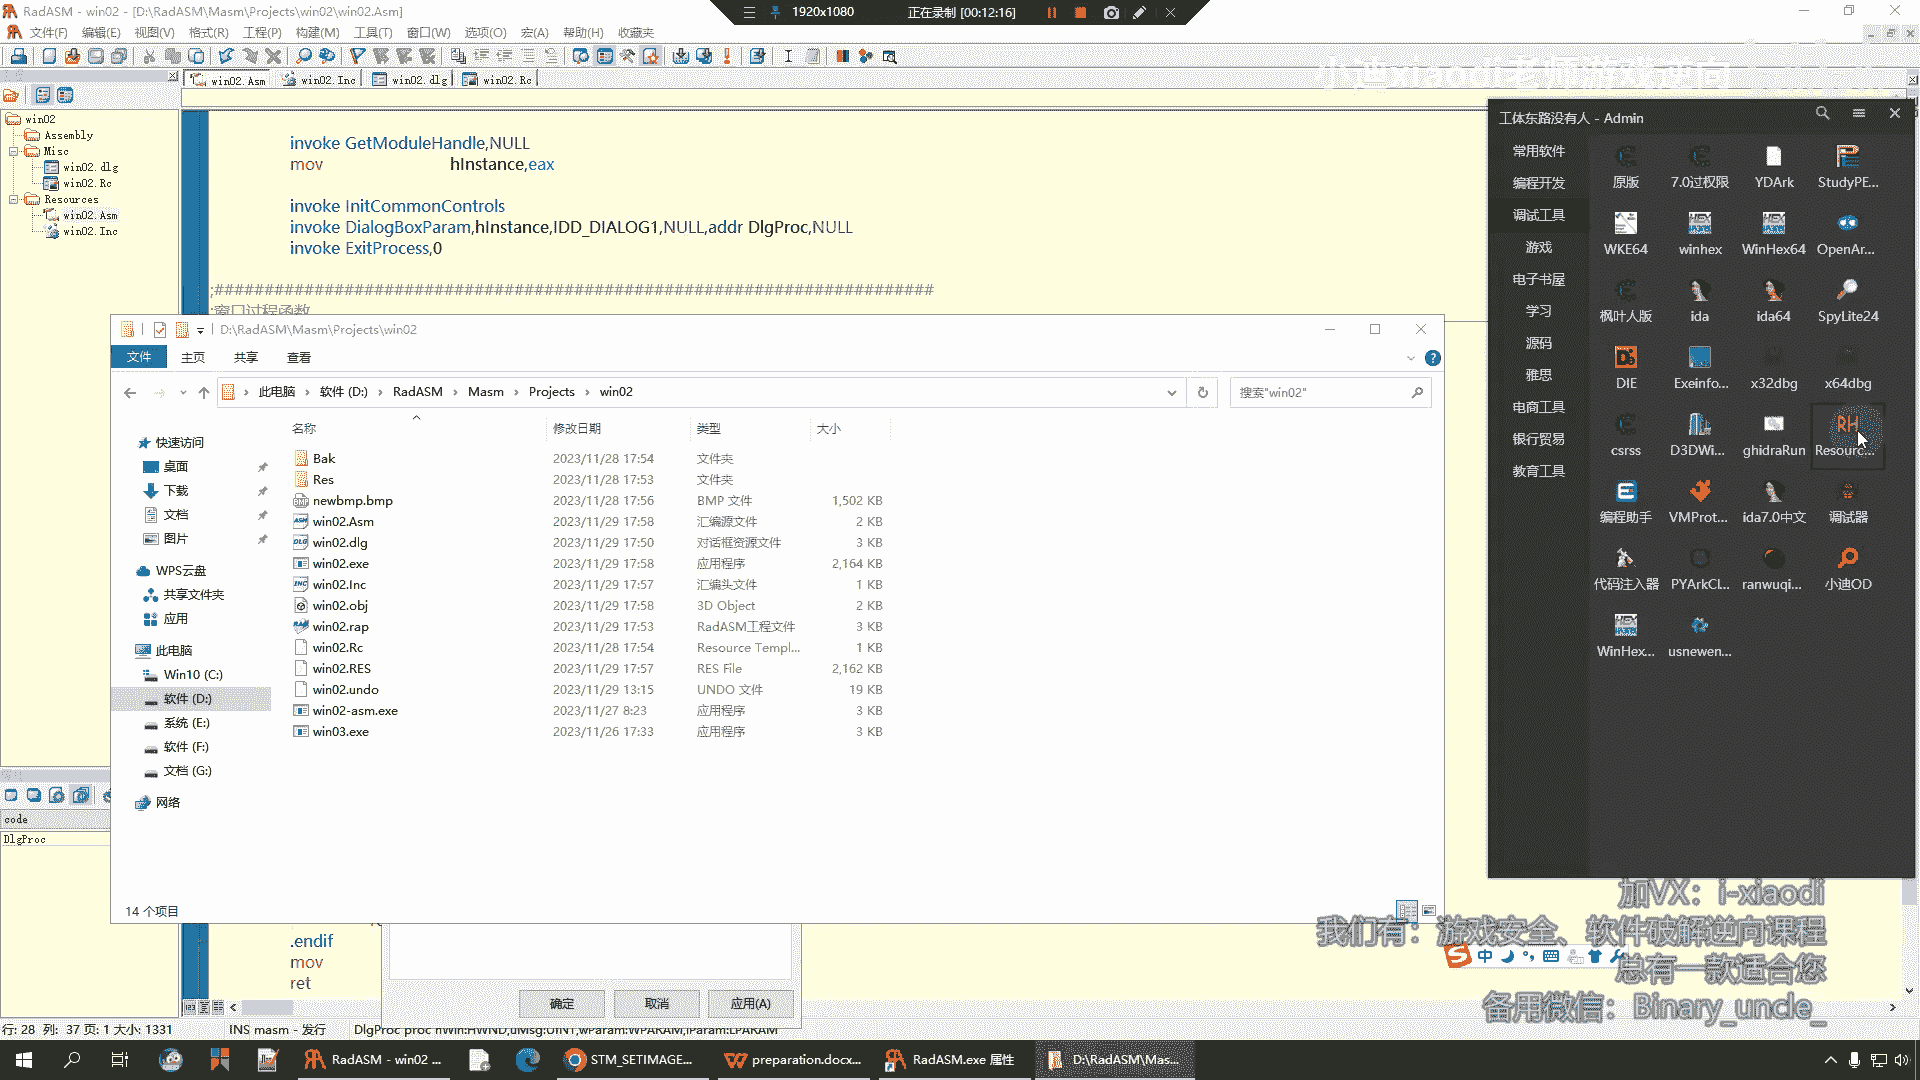 RadASM - win02 - [D:\RadASM\Masm\Projects\win02\win02.Asm]
1920x1080
正在录制 [00:12:16]
文件(F) 编辑(E) 视图(V) 格式(R) 工程(P) 构建(M) 工具(T) 窗口(W) 选项(O) 宏(A) 帮助(H) 收藏夹
win02.Asm win02.Inc win02.dlg win02.Rc
小迪xiaodi老师游戏逆向
win02
Assembly
Misc
win02.dlg
win02.Rc
Resources
win02.Asm
win02.Inc
invoke GetModuleHandle,NULL
mov hInstance,eax
invoke InitCommonControls
invoke DialogBoxParam,hInstance,IDD_DIALOG1,NULL,addr DlgProc,NULL
invoke ExitProcess,0
;窗口过程函数
D:\RadASM\Masm\Projects\win02
文件 主页 共享 查看
此电脑 软件 (D:) RadASM Masm Projects win02
搜索"win02"
名称 修改日期 类型 大小
Bak 2023/11/28 17:54 文件夹
Res 2023/11/28 17:53 文件夹
newbmp.bmp 2023/11/28 17:56 BMP 文件 1,502 KB
win02.Asm 2023/11/29 17:58 汇编源文件 2 KB
win02.dlg 2023/11/29 17:50 对话框资源文件 3 KB
win02.exe 2023/11/29 17:58 应用程序 2,164 KB
win02.Inc 2023/11/29 17:57 汇编头文件 1 KB
win02.obj 2023/11/29 17:58 3D Object 2 KB
win02.rap 2023/11/29 17:53 RadASM工程文件 3 KB
win02.Rc 2023/11/28 17:54 Resource Templ... 1 KB
win02.RES 2023/11/29 17:57 RES File 2,162 KB
win02.undo 2023/11/29 13:15 UNDO 文件 19 KB
win02-asm.exe 2023/11/27 8:23 应用程序 3 KB
win03.exe 2023/11/26 17:33 应用程序 3 KB
快速访问
桌面
下载
文档
图片
WPS云盘
共享文件夹
应用
此电脑
Win10 (C:)
软件 (D:)
系统 (E:)
软件 (F:)
文档 (G:)
网络
14 个项目
工体东路没有人 - Admin
常用软件
编程开发
调试工具
游戏
电子书屋
学习
源码
雅思
电商工具
银行贸易
教育工具
原版 7.0过权限 YDArk StudyPE...
WKE64 winhex WinHex64 OpenAr...
枫叶人版 ida ida64 SpyLite24
DIE Exeinfo... x32dbg x64dbg
csrss D3DWi... ghidraRun Resourc...
编程助手 VMProt... ida7.0中文 调试器
代码注入器 PYArkCl... ranwuqi... 小迪OD
WinHex... usnewen...
code
DlgProc
.endif
mov
ret
确定 取消 应用(A)
加VX：i-xiaodi
我们有：游戏安全、软件破解逆向课程
总有一款适合您
备用微信：Binary_uncle_
中
行: 28 列: 37 页: 1 大小: 1331 INS masm - 发行 DlgProc proc hWin:HWND,uMsg:UINT,wParam:WPARAM,lParam:LPARAM
RadASM - win02 ... STM_SETIMAGE... preparation.docx... RadASM.exe 属性 D:\RadASM\Mas...